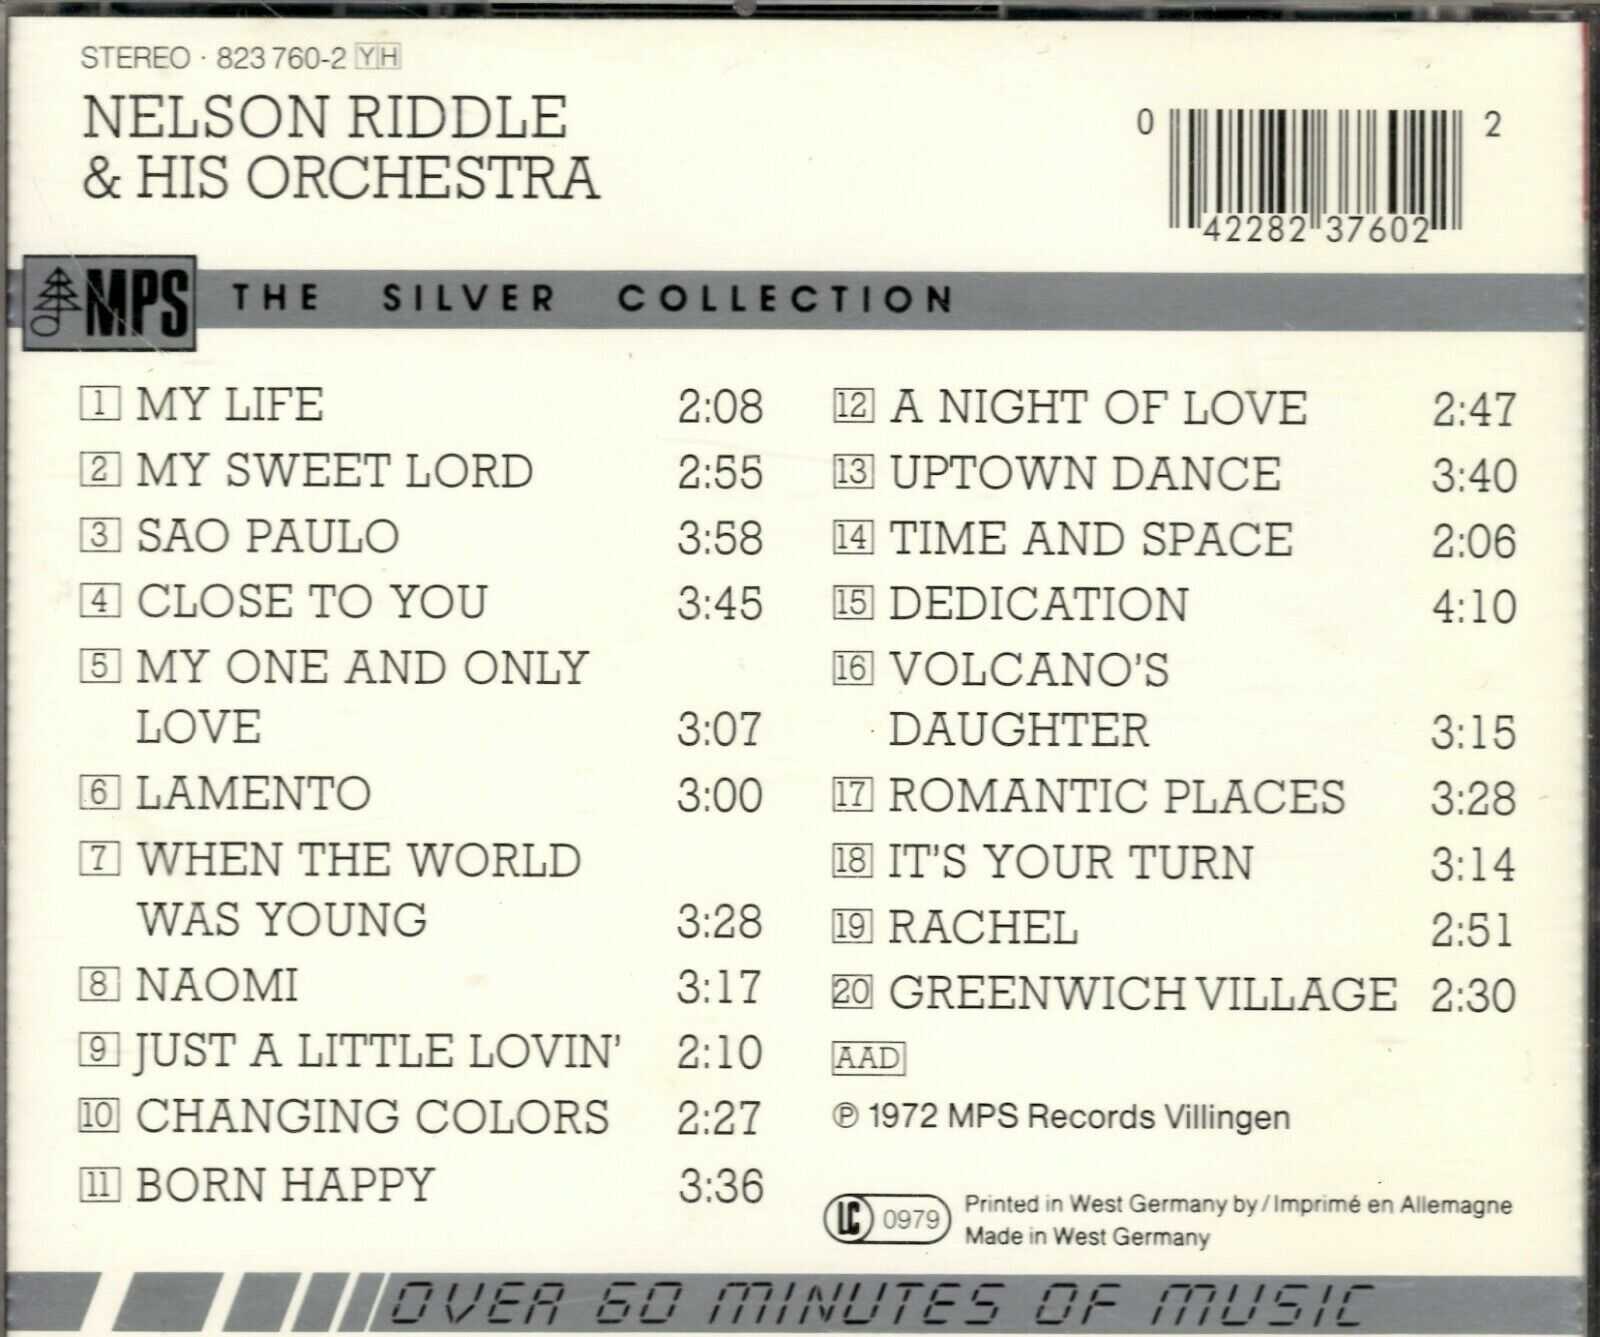 STEREO · 823 760-2 YH
NELSON RIDDLE
& HIS ORCHESTRA
0 42282 37602 2
MPS THE SILVER COLLECTION
1 MY LIFE 2:08
2 MY SWEET LORD 2:55
3 SAO PAULO 3:58
4 CLOSE TO YOU 3:45
5 MY ONE AND ONLY
LOVE 3:07
6 LAMENTO 3:00
7 WHEN THE WORLD
WAS YOUNG 3:28
8 NAOMI 3:17
9 JUST A LITTLE LOVIN' 2:10
10 CHANGING COLORS 2:27
11 BORN HAPPY 3:36
12 A NIGHT OF LOVE 2:47
13 UPTOWN DANCE 3:40
14 TIME AND SPACE 2:06
15 DEDICATION 4:10
16 VOLCANO'S
DAUGHTER 3:15
17 ROMANTIC PLACES 3:28
18 IT'S YOUR TURN 3:14
19 RACHEL 2:51
20 GREENWICH VILLAGE 2:30
AAD
℗ 1972 MPS Records Villingen
LC 0979
Printed in West Germany by / Imprimé en Allemagne
Made in West Germany
OVER 60 MINUTES OF MUSIC